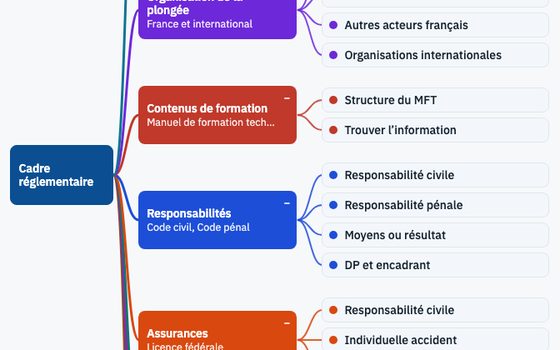 plongée
France et international
Autres acteurs français
Organisations internationales
Contenus de formation
Manuel de formation tech...
Structure du MFT
Trouver l'information
Cadre
réglementaire
Responsabilités
Code civil, Code pénal
Responsabilité civile
Responsabilité pénale
Moyens ou résultat
DP et encadrant
Assurances
Licence fédérale
Responsabilité civile
Individuelle accident